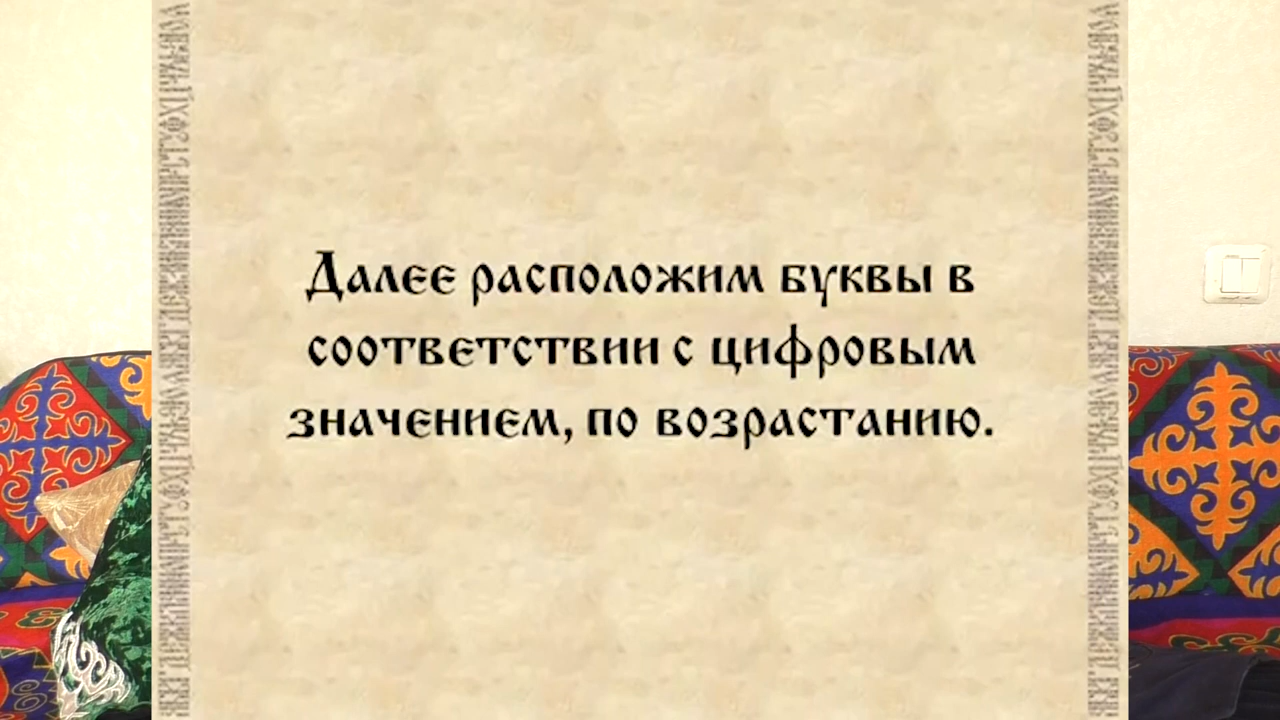 Далее расположим буквы в
соответствии с цифровым
значением, по возрастанию.